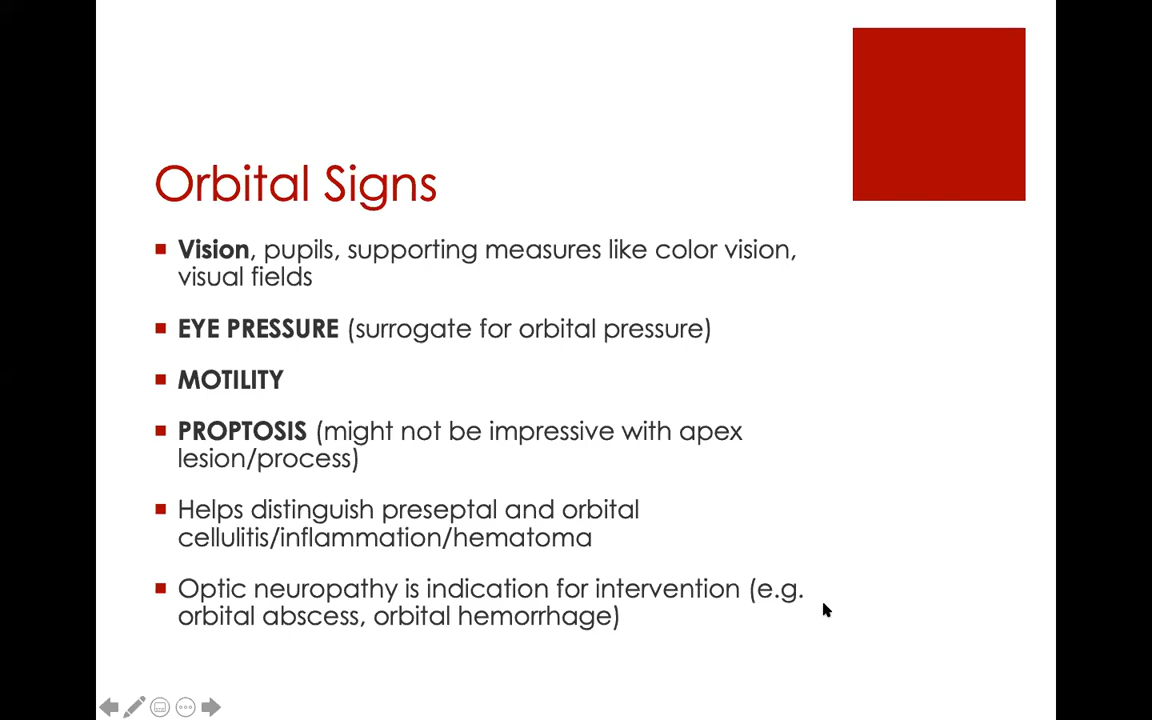 Orbital Signs
Vision, pupils, supporting measures like color vision,
visual fields
EYE PRESSURE (surrogate for orbital pressure)
MOTILITY
PROPTOSIS (might not be impressive with apex
lesion/process)
Helps distinguish preseptal and orbital
cellulitis/inflammation/hematoma
Optic neuropathy is indication for intervention (e.g.
orbital abscess, orbital hemorrhage)